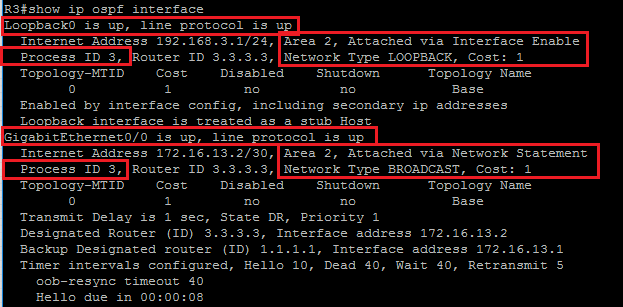 R3#show ip ospf interface
Loopback0 is up, line protocol is up
Internet Address 192.168.3.1/24, Area 2, Attached via Interface Enable
Process ID 3, Router ID 3.3.3.3, Network Type LOOPBACK, Cost: 1
Topology-MTID Cost Disabled Shutdown Topology Name
0 1 no no Base
Enabled by interface config, including secondary ip addresses
Loopback interface is treated as a stub Host
GigabitEthernet0/0 is up, line protocol is up
Internet Address 172.16.13.2/30, Area 2, Attached via Network Statement
Process ID 3, Router ID 3.3.3.3, Network Type BROADCAST, Cost: 1
Topology-MTID Cost Disabled Shutdown Topology Name
0 1 no no Base
Transmit Delay is 1 sec, State DR, Priority 1
Designated Router (ID) 3.3.3.3, Interface address 172.16.13.2
Backup Designated router (ID) 1.1.1.1, Interface address 172.16.13.1
Timer intervals configured, Hello 10, Dead 40, Wait 40, Retransmit 5
oob-resync timeout 40
Hello due in 00:00:08